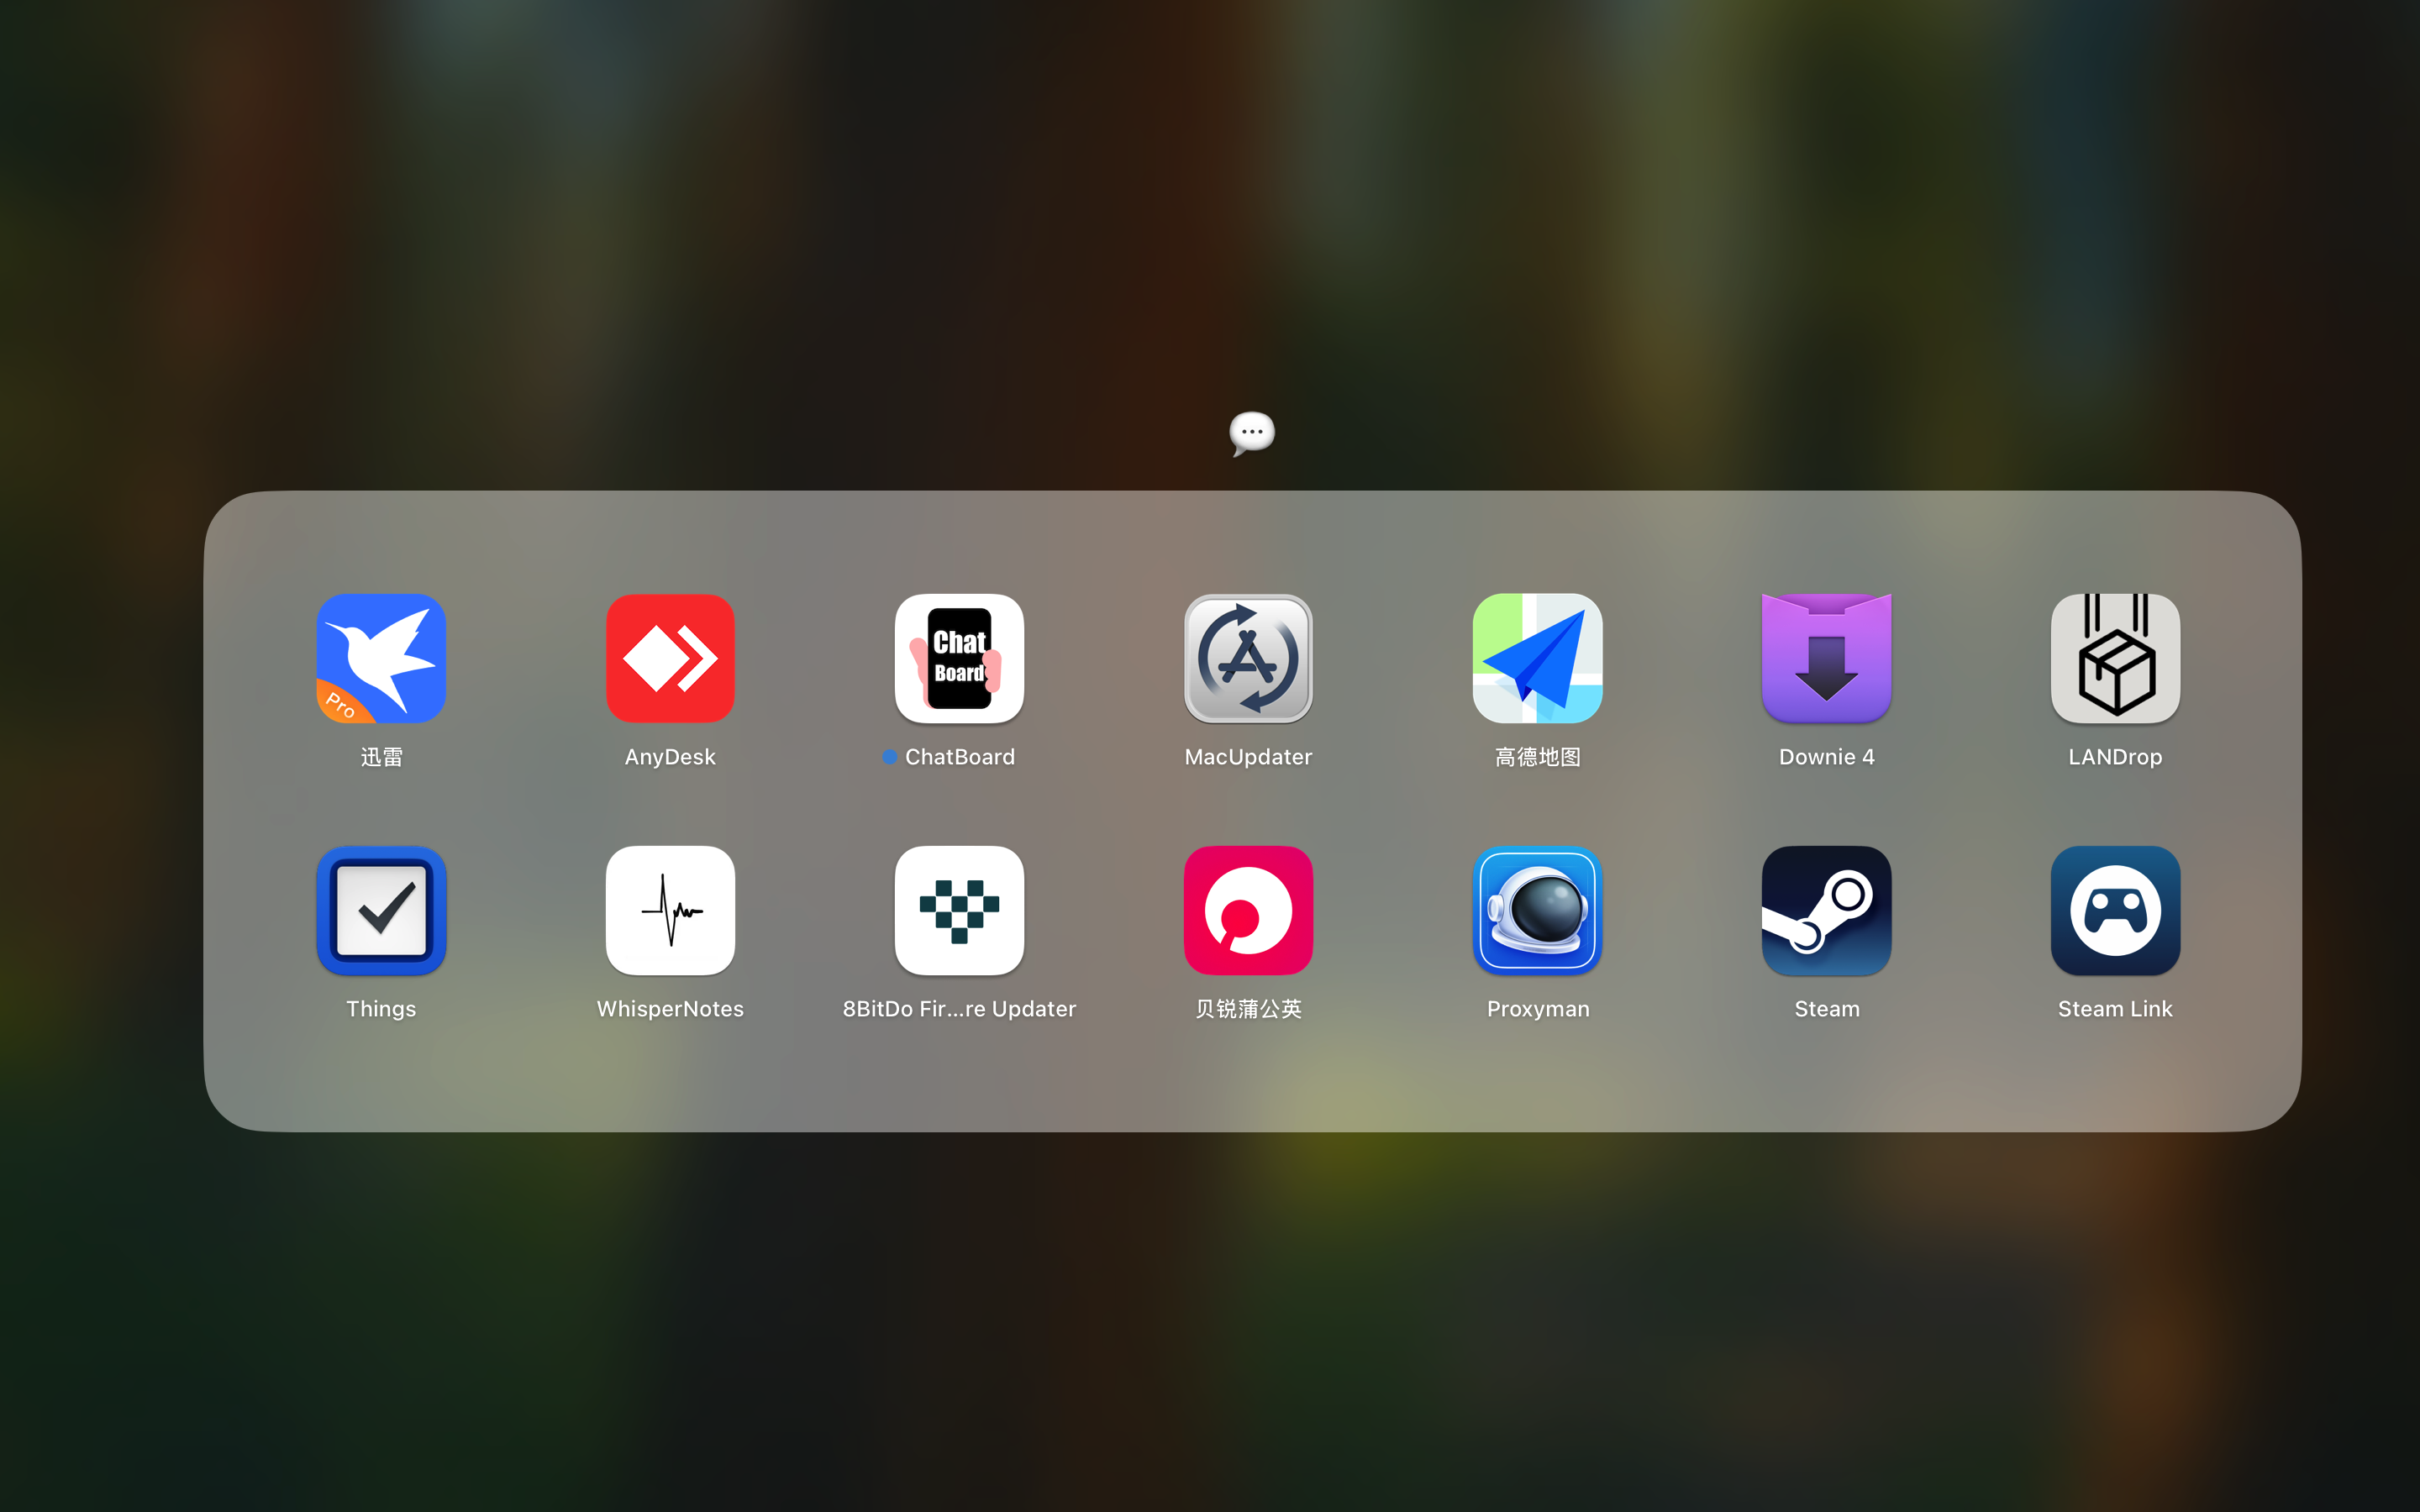 Pro
Chat
Board
迅雷
AnyDesk
ChatBoard
MacUpdater
高德地图
Downie 4
LANDrop
Things
WhisperNotes
8BitDo Fir...re Updater
贝锐蒲公英
Proxyman
Steam
Steam Link